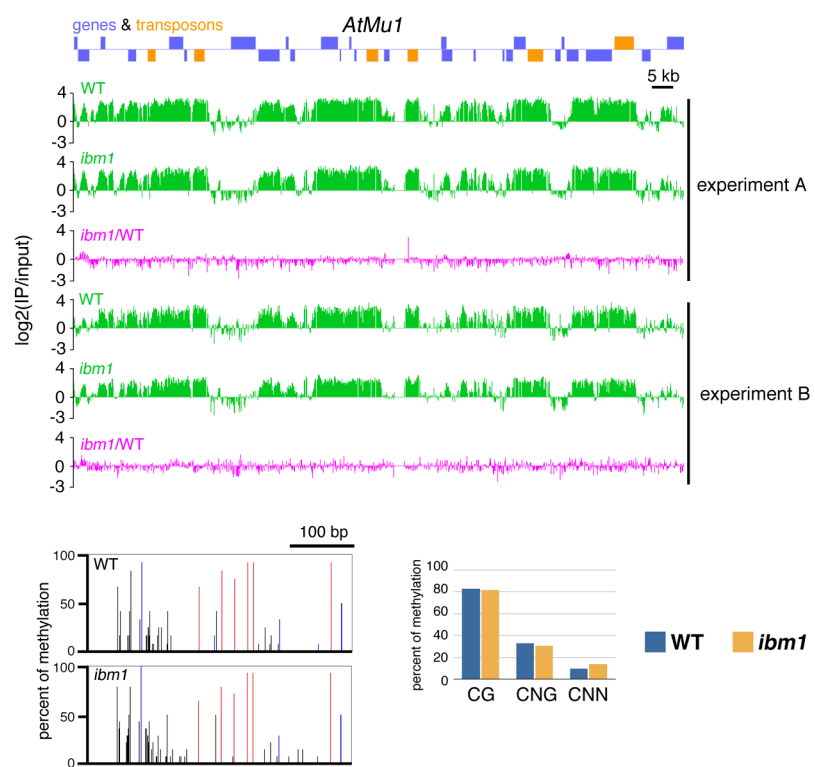 genes & transposons
AtMu1
5 kb
log2(IP/input)
WT
4
0
-3
ibm1
4
0
-3
experiment A
ibm1/WT
4
0
-3
WT
4
0
-3
ibm1
4
0
-3
experiment B
ibm1/WT
4
0
-3
100 bp
percent of methylation
100
WT
50
0
100
ibm1
50
0
percent of methylation
100
80
60
40
20
0
CG CNG CNN
WT ibm1